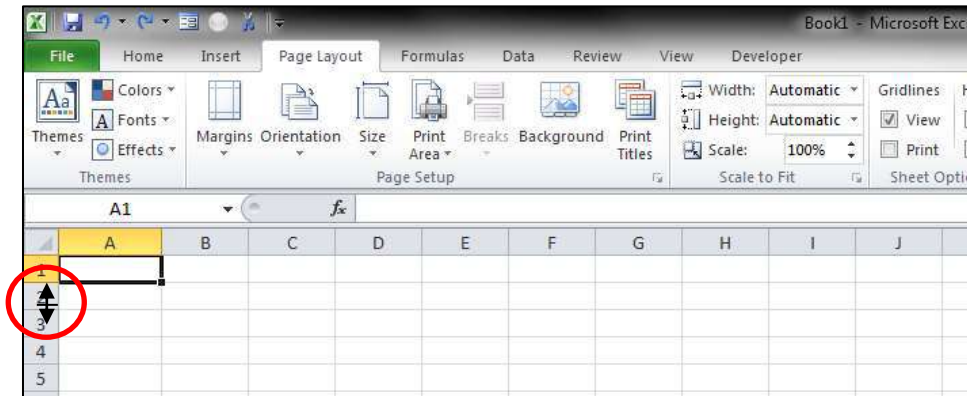 Book1 - Microsoft Exc
File Home Insert Page Layout Formulas Data Review View Developer
Colors Width: Automatic Gridlines H
Aa A Fonts Height: Automatic View
Themes Effects Margins Orientation Size Print Area Breaks Background Print Titles Scale: 100% Print
Themes Page Setup Scale to Fit Sheet Opti
A1 fx
A B C D E F G H I J
1
2
3
4
5